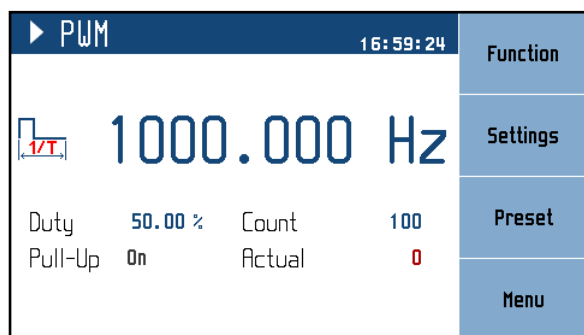 PWM 16:59:24
Function
1/T 1000.000 Hz
Settings
Duty 50.00 % Count 100
Preset
Pull-Up On Actual 0
Menu